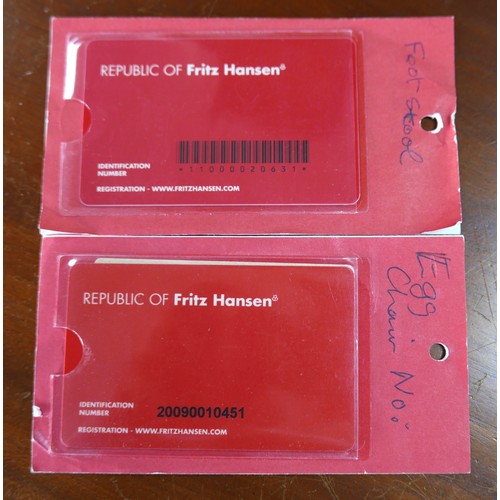 REPUBLIC OF Fritz Hansen®
IDENTIFICATION
NUMBER
*11000020631*
REGISTRATION - WWW.FRITZHANSEN.COM
Foot stool
REPUBLIC OF Fritz Hansen®
IDENTIFICATION
NUMBER 20090010451
REGISTRATION - WWW.FRITZHANSEN.COM
Egg
Chair No: